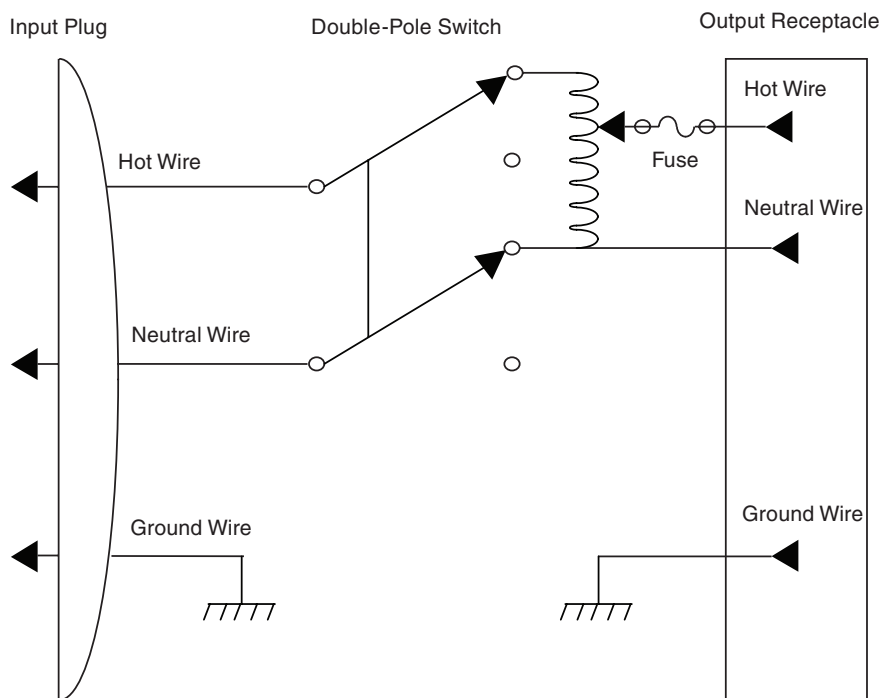 Input Plug
Double-Pole Switch
Output Receptacle
Hot Wire
Hot Wire
Fuse
Neutral Wire
Neutral Wire
Ground Wire
Ground Wire